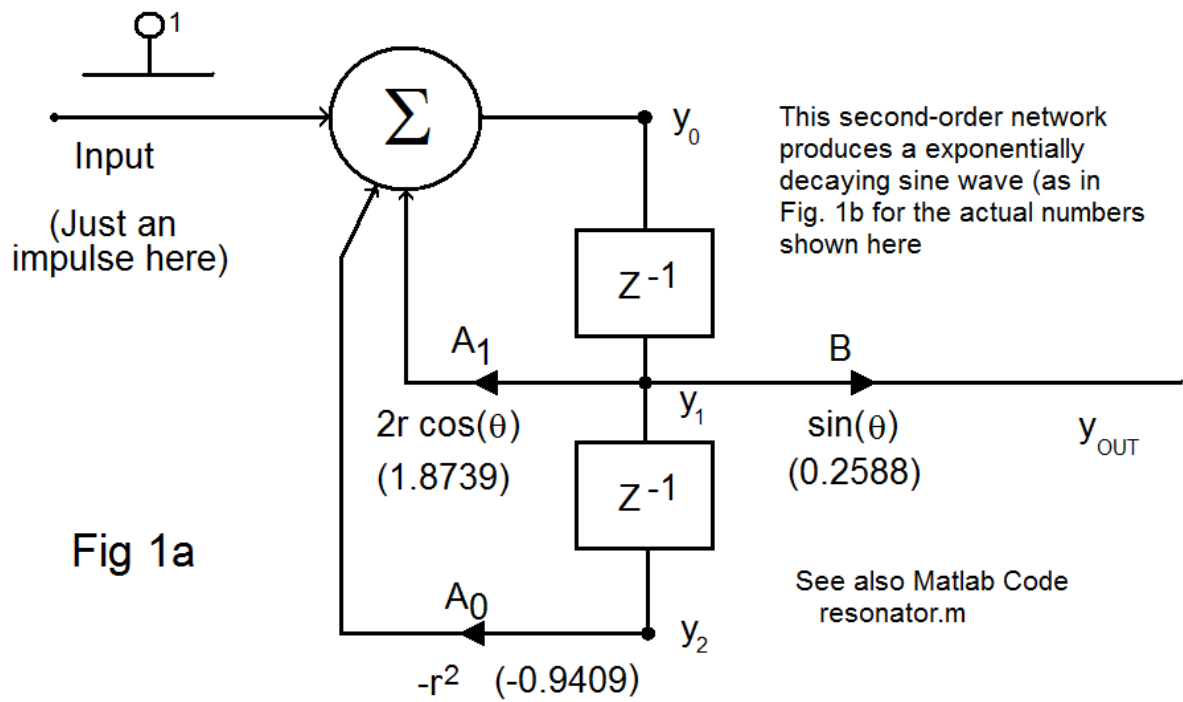 1
Σ
y0
Input
(Just an
impulse here)
This second-order network
produces a exponentially
decaying sine wave (as in
Fig. 1b for the actual numbers
shown here
Z-1
A1
B
2r cos(θ)
(1.8739)
y1
sin(θ)
(0.2588)
yOUT
Z-1
Fig 1a
See also Matlab Code
resonator.m
A0
y2
-r2 (-0.9409)